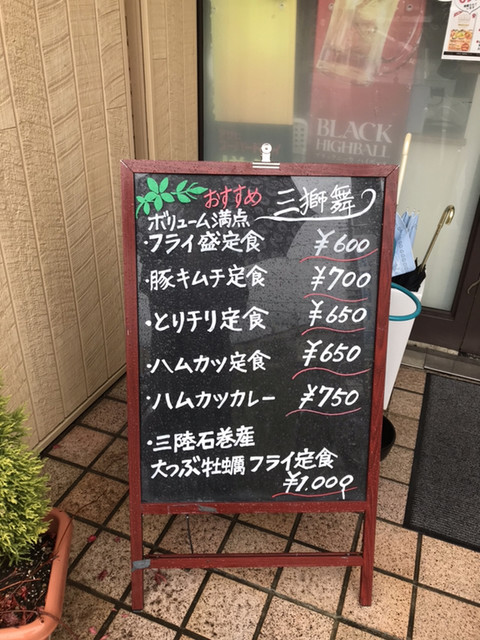 BLACK
HIGHBALL
おすすめ 三獅舞
ボリューム満点
・フライ盛定食 ¥600
・豚キムチ定食 ¥700
・とりチリ定食 ¥650
・ハムカツ定食 ¥650
・ハムカツカレー ¥750
・三陸石巻産
大つぶ牡蠣フライ定食
¥1,000